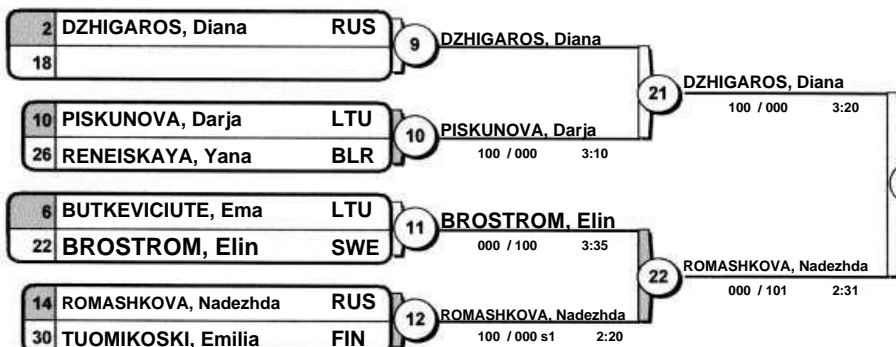 2 DZHIGAROS, Diana RUS
18
9 DZHIGAROS, Diana
10 PISKUNOVA, Darja LTU
26 RENEISKAYA, Yana BLR
10 PISKUNOVA, Darja
100 / 000 3:10
21 DZHIGAROS, Diana
100 / 000 3:20
6 BUTKEVICIUTE, Ema LTU
22 BROSTROM, Elin SWE
11 BROSTROM, Elin
000 / 100 3:35
14 ROMASHKOVA, Nadezhda RUS
30 TUOMIKOSKI, Emilia FIN
12 ROMASHKOVA, Nadezhda
100 / 000 s1 2:20
22 ROMASHKOVA, Nadezhda
000 / 101 2:31